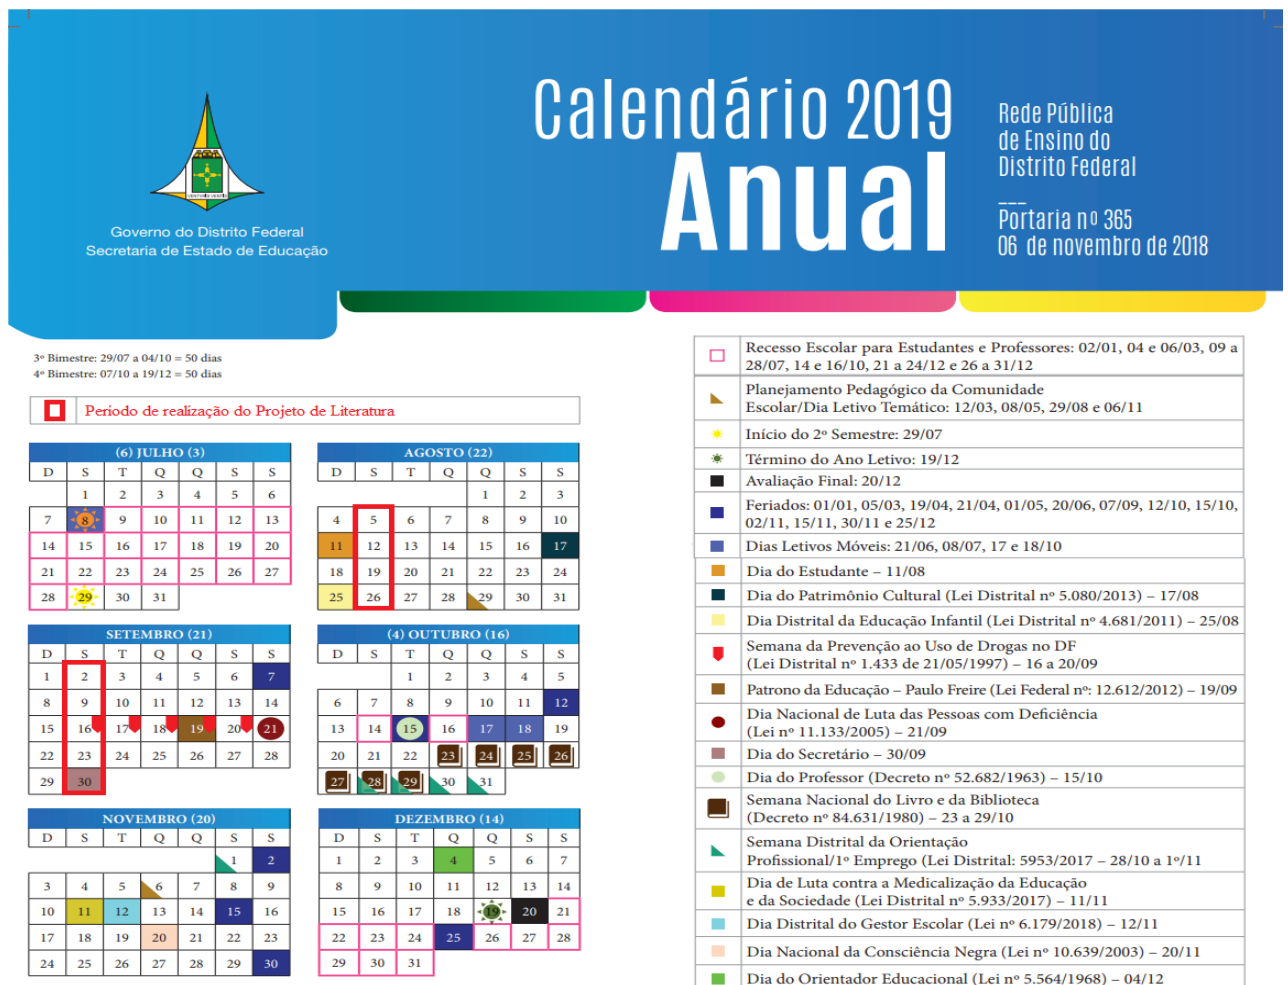 Calendário 2019
Anual
Rede Pública
de Ensino do
Distrito Federal
Portaria nº 365
06 de novembro de 2018
Governo do Distrito Federal
Secretaria de Estado de Educação
3º Bimestre: 29/07 a 04/10 = 50 dias
4º Bimestre: 07/10 a 19/12 = 50 dias
Periodo de realização do Projeto de Literatura
(6) JULHO (3)
D S T Q Q S S
1 2 3 4 5 6
7 8 9 10 11 12 13
14 15 16 17 18 19 20
21 22 23 24 25 26 27
28 29 30 31
AGOSTO (22)
D S T Q Q S S
1 2 3
4 5 6 7 8 9 10
11 12 13 14 15 16 17
18 19 20 21 22 23 24
25 26 27 28 29 30 31
SETEMBRO (21)
D S T Q Q S S
1 2 3 4 5 6 7
8 9 10 11 12 13 14
15 16 17 18 19 20 21
22 23 24 25 26 27 28
29 30
(4) OUTUBRO (16)
D S T Q Q S S
1 2 3 4 5
6 7 8 9 10 11 12
13 14 15 16 17 18 19
20 21 22 23 24 25 26
27 28 29 30 31
NOVEMBRO (20)
D S T Q Q S S
1 2
3 4 5 6 7 8 9
10 11 12 13 14 15 16
17 18 19 20 21 22 23
24 25 26 27 28 29 30
DEZEMBRO (14)
D S T Q Q S S
1 2 3 4 5 6 7
8 9 10 11 12 13 14
15 16 17 18 19 20 21
22 23 24 25 26 27 28
29 30 31
Recesso Escolar para Estudantes e Professores: 02/01, 04 e 06/03, 09 a
28/07, 14 e 16/10, 21 a 24/12 e 26 a 31/12
Planejamento Pedagógico da Comunidade
Escolar/Dia Letivo Temático: 12/03, 08/05, 29/08 e 06/11
Início do 2º Semestre: 29/07
Término do Ano Letivo: 19/12
Avaliação Final: 20/12
Feriados: 01/01, 05/03, 19/04, 21/04, 01/05, 20/06, 07/09, 12/10, 15/10,
02/11, 15/11, 30/11 e 25/12
Dias Letivos Móveis: 21/06, 08/07, 17 e 18/10
Dia do Estudante – 11/08
Dia do Patrimônio Cultural (Lei Distrital nº 5.080/2013) – 17/08
Dia Distrital da Educação Infantil (Lei Distrital nº 4.681/2011) – 25/08
Semana da Prevenção ao Uso de Drogas no DF
(Lei Distrital nº 1.433 de 21/05/1997) – 16 a 20/09
Patrono da Educação – Paulo Freire (Lei Federal nº: 12.612/2012) – 19/09
Dia Nacional de Luta das Pessoas com Deficiência
(Lei nº 11.133/2005) – 21/09
Dia do Secretário – 30/09
Dia do Professor (Decreto nº 52.682/1963) – 15/10
Semana Nacional do Livro e da Biblioteca
(Decreto nº 84.631/1980) – 23 a 29/10
Semana Distrital da Orientação
Profissional/1º Emprego (Lei Distrital: 5953/2017 – 28/10 a 1º/11
Dia de Luta contra a Medicalização da Educação
e da Sociedade (Lei Distrital nº 5.933/2017) – 11/11
Dia Distrital do Gestor Escolar (Lei nº 6.179/2018) – 12/11
Dia Nacional da Consciência Negra (Lei nº 10.639/2003) – 20/11
Dia do Orientador Educacional (Lei nº 5.564/1968) – 04/12